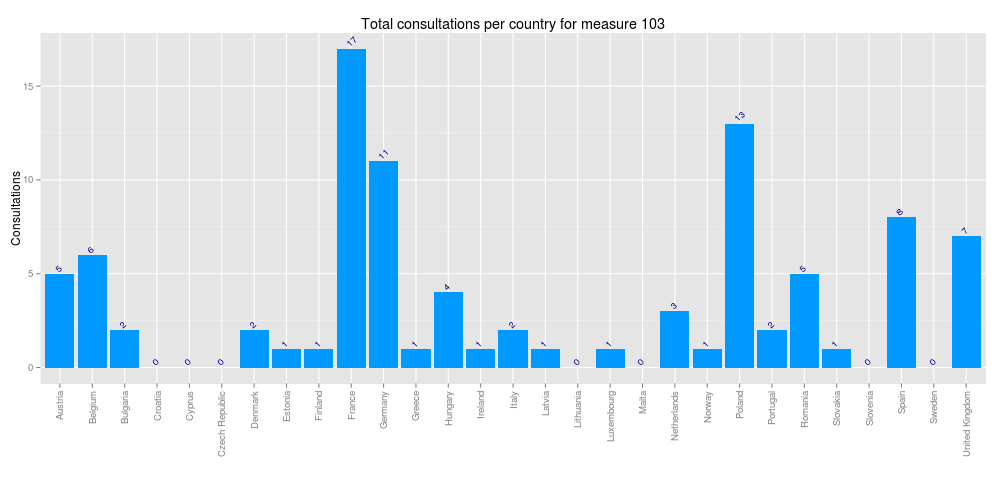 Total consultations per country for measure 103
Consultations
15
10
5
0
5
6
2
0
0
0
2
1
1
17
11
1
4
1
2
1
0
1
0
3
1
13
2
5
1
0
8
0
7
Austria
Belgium
Bulgaria
Croatia
Cyprus
Czech Republic
Denmark
Estonia
Finland
France
Germany
Greece
Hungary
Ireland
Italy
Latvia
Lithuania
Luxembourg
Malta
Netherlands
Norway
Poland
Portugal
Romania
Slovakia
Slovenia
Spain
Sweden
United Kingdom